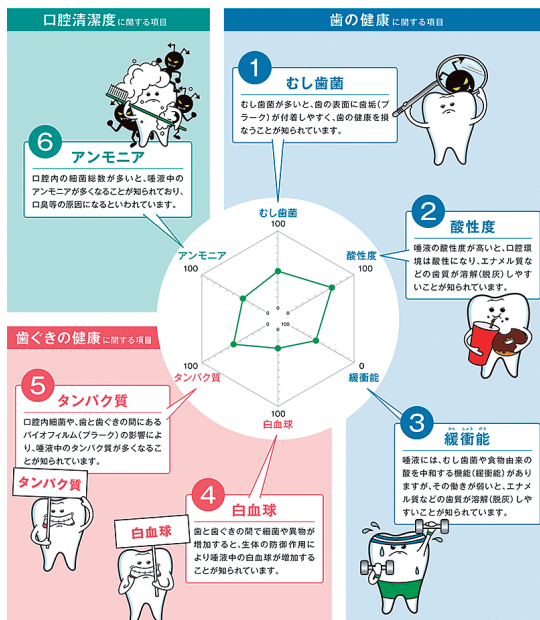 口腔清潔度に関する項目
歯の健康に関する項目
1
むし歯菌
むし歯菌が多いと、歯の表面に歯垢(プ
ラーク)が付着しやすく、歯の健康を損
なうことが知られています。
6
アンモニア
口腔内の細菌総数が多いと、唾液中の
アンモニアが多くなることが知られており、
口臭等の原因になるといわれています。
2
酸性度
唾液の酸性度が高いと、口腔環
境は酸性になり、エナメル質な
どの歯質が溶解(脱灰)しやす
いことが知られています。
むし歯菌
100
アンモニア
100
酸性度
100
0
0
0
0
0
100
タンパク質
100
緩衝能
0
白血球
100
歯ぐきの健康に関する項目
5
タンパク質
口腔内細菌や、歯と歯ぐきの間にある
バイオフィルム(プラーク)の影響によ
り、唾液中のタンパク質が多くなるこ
とが知られています。
タンパク質
3
かんしょうのう
緩衝能
唾液には、むし歯菌や食物由来の
酸を中和する機能(緩衝能)があり
ますが、その働きが弱いと、エナメ
ル質などの歯質が溶解(脱灰)しや
すいことが知られています。
4
白血球
歯と歯ぐきの間で細菌や異物が
増加すると、生体の防御作用に
より唾液中の白血球が増加する
ことが知られています。
白血球